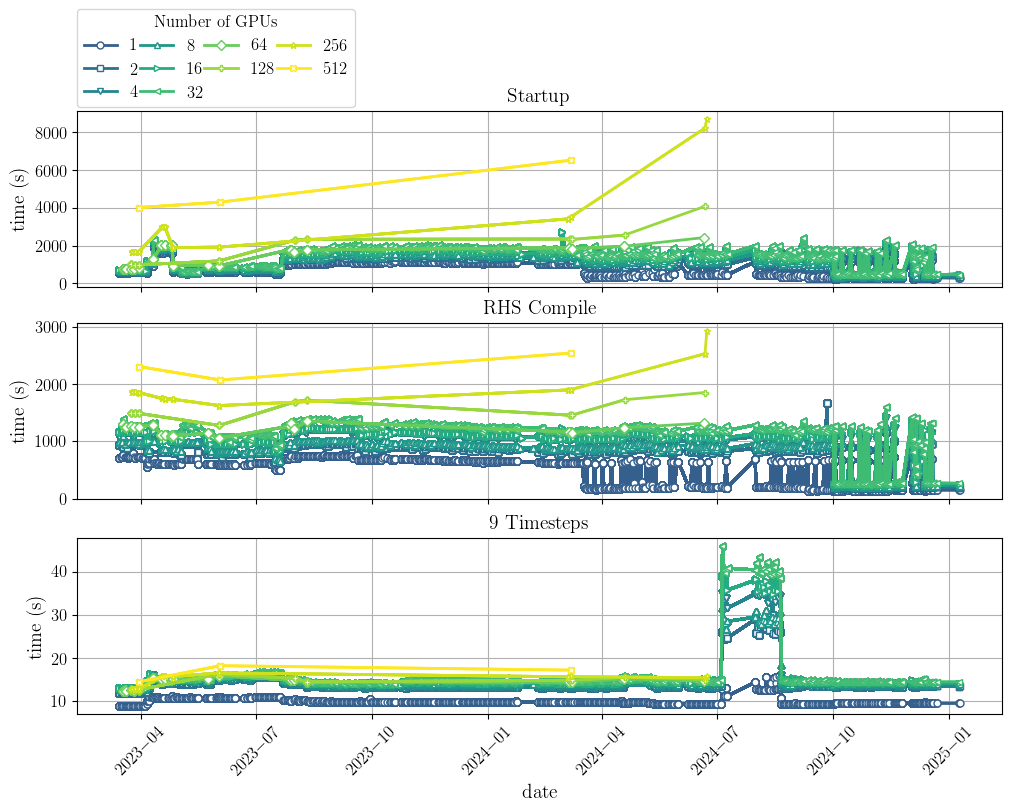 Number of GPUs
1 8 64 256
2 16 128 512
4 32
Startup
8000
6000
4000
2000
0
time (s)
RHS Compile
3000
2000
1000
0
time (s)
9 Timesteps
40
30
20
10
time (s)
2023−04 2023−07 2023−10 2024−01 2024−04 2024−07 2024−10 2025−01
date